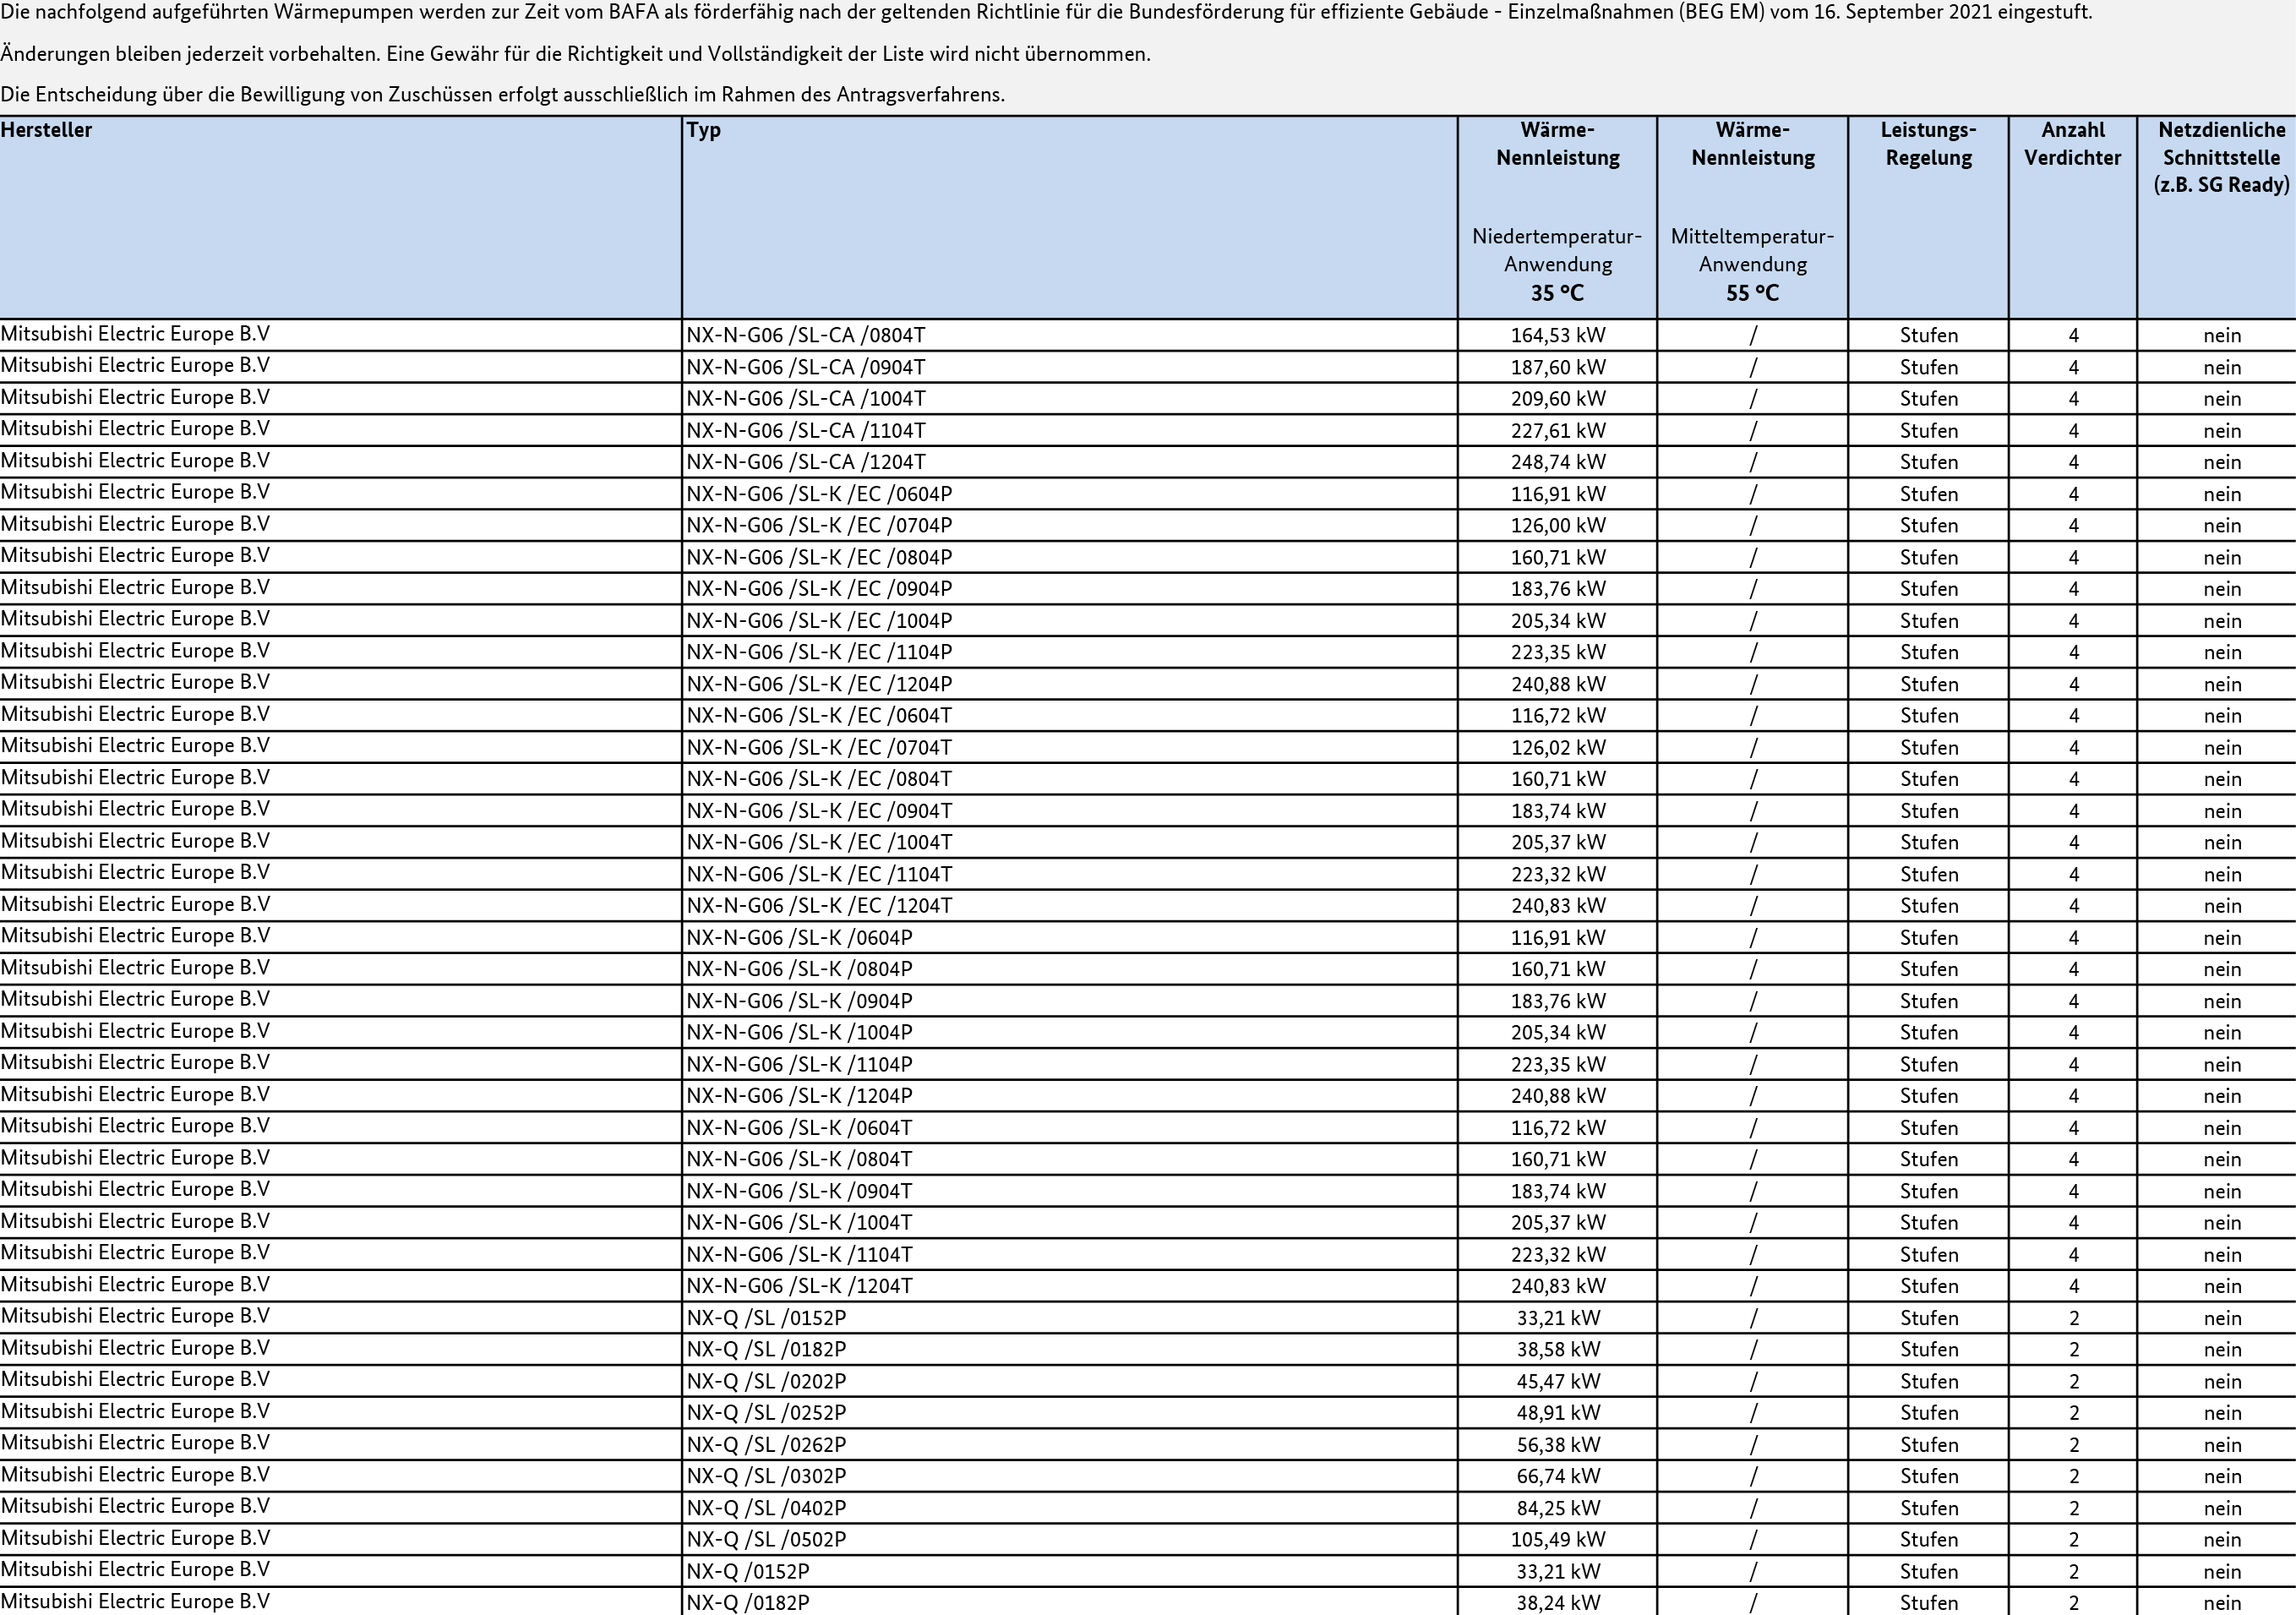 Die nachfolgend aufgeführten Wärmepumpen werden zur Zeit vom BAFA als förderfähig nach der geltenden Richtlinie für die Bundesförderung für effiziente Gebäude - Einzelmaßnahmen (BEG EM) vom 16. September 2021 eingestuft.
Änderungen bleiben jederzeit vorbehalten. Eine Gewähr für die Richtigkeit und Vollständigkeit der Liste wird nicht übernommen.
Die Entscheidung über die Bewilligung von Zuschüssen erfolgt ausschließlich im Rahmen des Antragsverfahrens.
Hersteller Typ Wärme- Wärme- Leistungs- Anzahl Netzdienliche
Nennleistung Nennleistung Regelung Verdichter Schnittstelle
(z.B. SG Ready)
Niedertemperatur- Mitteltemperatur-
Anwendung Anwendung
35 °C 55 °C
Mitsubishi Electric Europe B.V NX-N-G06 /SL-CA /0804T 164,53 kW / Stufen 4 nein
Mitsubishi Electric Europe B.V NX-N-G06 /SL-CA /0904T 187,60 kW / Stufen 4 nein
Mitsubishi Electric Europe B.V NX-N-G06 /SL-CA /1004T 209,60 kW / Stufen 4 nein
Mitsubishi Electric Europe B.V NX-N-G06 /SL-CA /1104T 227,61 kW / Stufen 4 nein
Mitsubishi Electric Europe B.V NX-N-G06 /SL-CA /1204T 248,74 kW / Stufen 4 nein
Mitsubishi Electric Europe B.V NX-N-G06 /SL-K /EC /0604P 116,91 kW / Stufen 4 nein
Mitsubishi Electric Europe B.V NX-N-G06 /SL-K /EC /0704P 126,00 kW / Stufen 4 nein
Mitsubishi Electric Europe B.V NX-N-G06 /SL-K /EC /0804P 160,71 kW / Stufen 4 nein
Mitsubishi Electric Europe B.V NX-N-G06 /SL-K /EC /0904P 183,76 kW / Stufen 4 nein
Mitsubishi Electric Europe B.V NX-N-G06 /SL-K /EC /1004P 205,34 kW / Stufen 4 nein
Mitsubishi Electric Europe B.V NX-N-G06 /SL-K /EC /1104P 223,35 kW / Stufen 4 nein
Mitsubishi Electric Europe B.V NX-N-G06 /SL-K /EC /1204P 240,88 kW / Stufen 4 nein
Mitsubishi Electric Europe B.V NX-N-G06 /SL-K /EC /0604T 116,72 kW / Stufen 4 nein
Mitsubishi Electric Europe B.V NX-N-G06 /SL-K /EC /0704T 126,02 kW / Stufen 4 nein
Mitsubishi Electric Europe B.V NX-N-G06 /SL-K /EC /0804T 160,71 kW / Stufen 4 nein
Mitsubishi Electric Europe B.V NX-N-G06 /SL-K /EC /0904T 183,74 kW / Stufen 4 nein
Mitsubishi Electric Europe B.V NX-N-G06 /SL-K /EC /1004T 205,37 kW / Stufen 4 nein
Mitsubishi Electric Europe B.V NX-N-G06 /SL-K /EC /1104T 223,32 kW / Stufen 4 nein
Mitsubishi Electric Europe B.V NX-N-G06 /SL-K /EC /1204T 240,83 kW / Stufen 4 nein
Mitsubishi Electric Europe B.V NX-N-G06 /SL-K /0604P 116,91 kW / Stufen 4 nein
Mitsubishi Electric Europe B.V NX-N-G06 /SL-K /0804P 160,71 kW / Stufen 4 nein
Mitsubishi Electric Europe B.V NX-N-G06 /SL-K /0904P 183,76 kW / Stufen 4 nein
Mitsubishi Electric Europe B.V NX-N-G06 /SL-K /1004P 205,34 kW / Stufen 4 nein
Mitsubishi Electric Europe B.V NX-N-G06 /SL-K /1104P 223,35 kW / Stufen 4 nein
Mitsubishi Electric Europe B.V NX-N-G06 /SL-K /1204P 240,88 kW / Stufen 4 nein
Mitsubishi Electric Europe B.V NX-N-G06 /SL-K /0604T 116,72 kW / Stufen 4 nein
Mitsubishi Electric Europe B.V NX-N-G06 /SL-K /0804T 160,71 kW / Stufen 4 nein
Mitsubishi Electric Europe B.V NX-N-G06 /SL-K /0904T 183,74 kW / Stufen 4 nein
Mitsubishi Electric Europe B.V NX-N-G06 /SL-K /1004T 205,37 kW / Stufen 4 nein
Mitsubishi Electric Europe B.V NX-N-G06 /SL-K /1104T 223,32 kW / Stufen 4 nein
Mitsubishi Electric Europe B.V NX-N-G06 /SL-K /1204T 240,83 kW / Stufen 4 nein
Mitsubishi Electric Europe B.V NX-Q /SL /0152P 33,21 kW / Stufen 2 nein
Mitsubishi Electric Europe B.V NX-Q /SL /0182P 38,58 kW / Stufen 2 nein
Mitsubishi Electric Europe B.V NX-Q /SL /0202P 45,47 kW / Stufen 2 nein
Mitsubishi Electric Europe B.V NX-Q /SL /0252P 48,91 kW / Stufen 2 nein
Mitsubishi Electric Europe B.V NX-Q /SL /0262P 56,38 kW / Stufen 2 nein
Mitsubishi Electric Europe B.V NX-Q /SL /0302P 66,74 kW / Stufen 2 nein
Mitsubishi Electric Europe B.V NX-Q /SL /0402P 84,25 kW / Stufen 2 nein
Mitsubishi Electric Europe B.V NX-Q /SL /0502P 105,49 kW / Stufen 2 nein
Mitsubishi Electric Europe B.V NX-Q /0152P 33,21 kW / Stufen 2 nein
Mitsubishi Electric Europe B.V NX-Q /0182P 38,24 kW / Stufen 2 nein